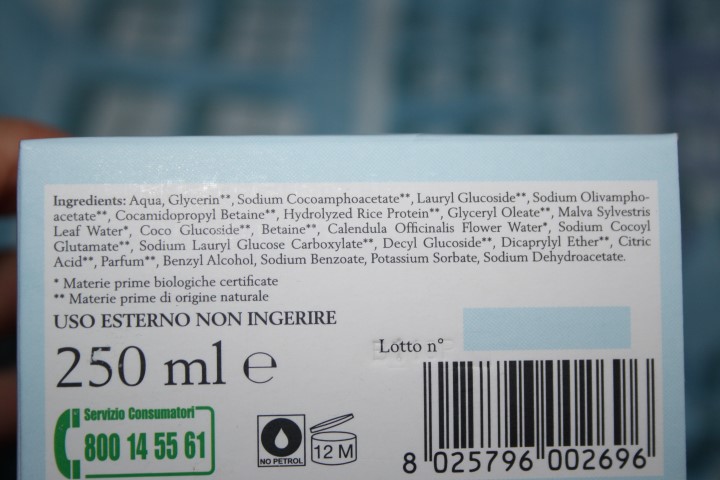 Ingredients: Aqua, Glycerin**, Sodium Cocoamphoacetate**, Lauryl Glucoside**, Sodium Olivampho-
acetate**, Cocamidopropyl Betaine**, Hydrolyzed Rice Protein**, Glyceryl Oleate**, Malva Sylvestris
Leaf Water*, Coco Glucoside**, Betaine**, Calendula Officinalis Flower Water*, Sodium Cocoyl
Glutamate**, Sodium Lauryl Glucose Carboxylate**, Decyl Glucoside**, Dicaprylyl Ether**, Citric
Acid**, Parfum**, Benzyl Alcohol, Sodium Benzoate, Potassium Sorbate, Sodium Dehydroacetate.
* Materie prime biologiche certificate
** Materie prime di origine naturale
USO ESTERNO NON INGERIRE
250 ml e
Lotto n°
Servizio Consumatori
800 14 55 61
NO PETROL
12 M
8 025796 002696